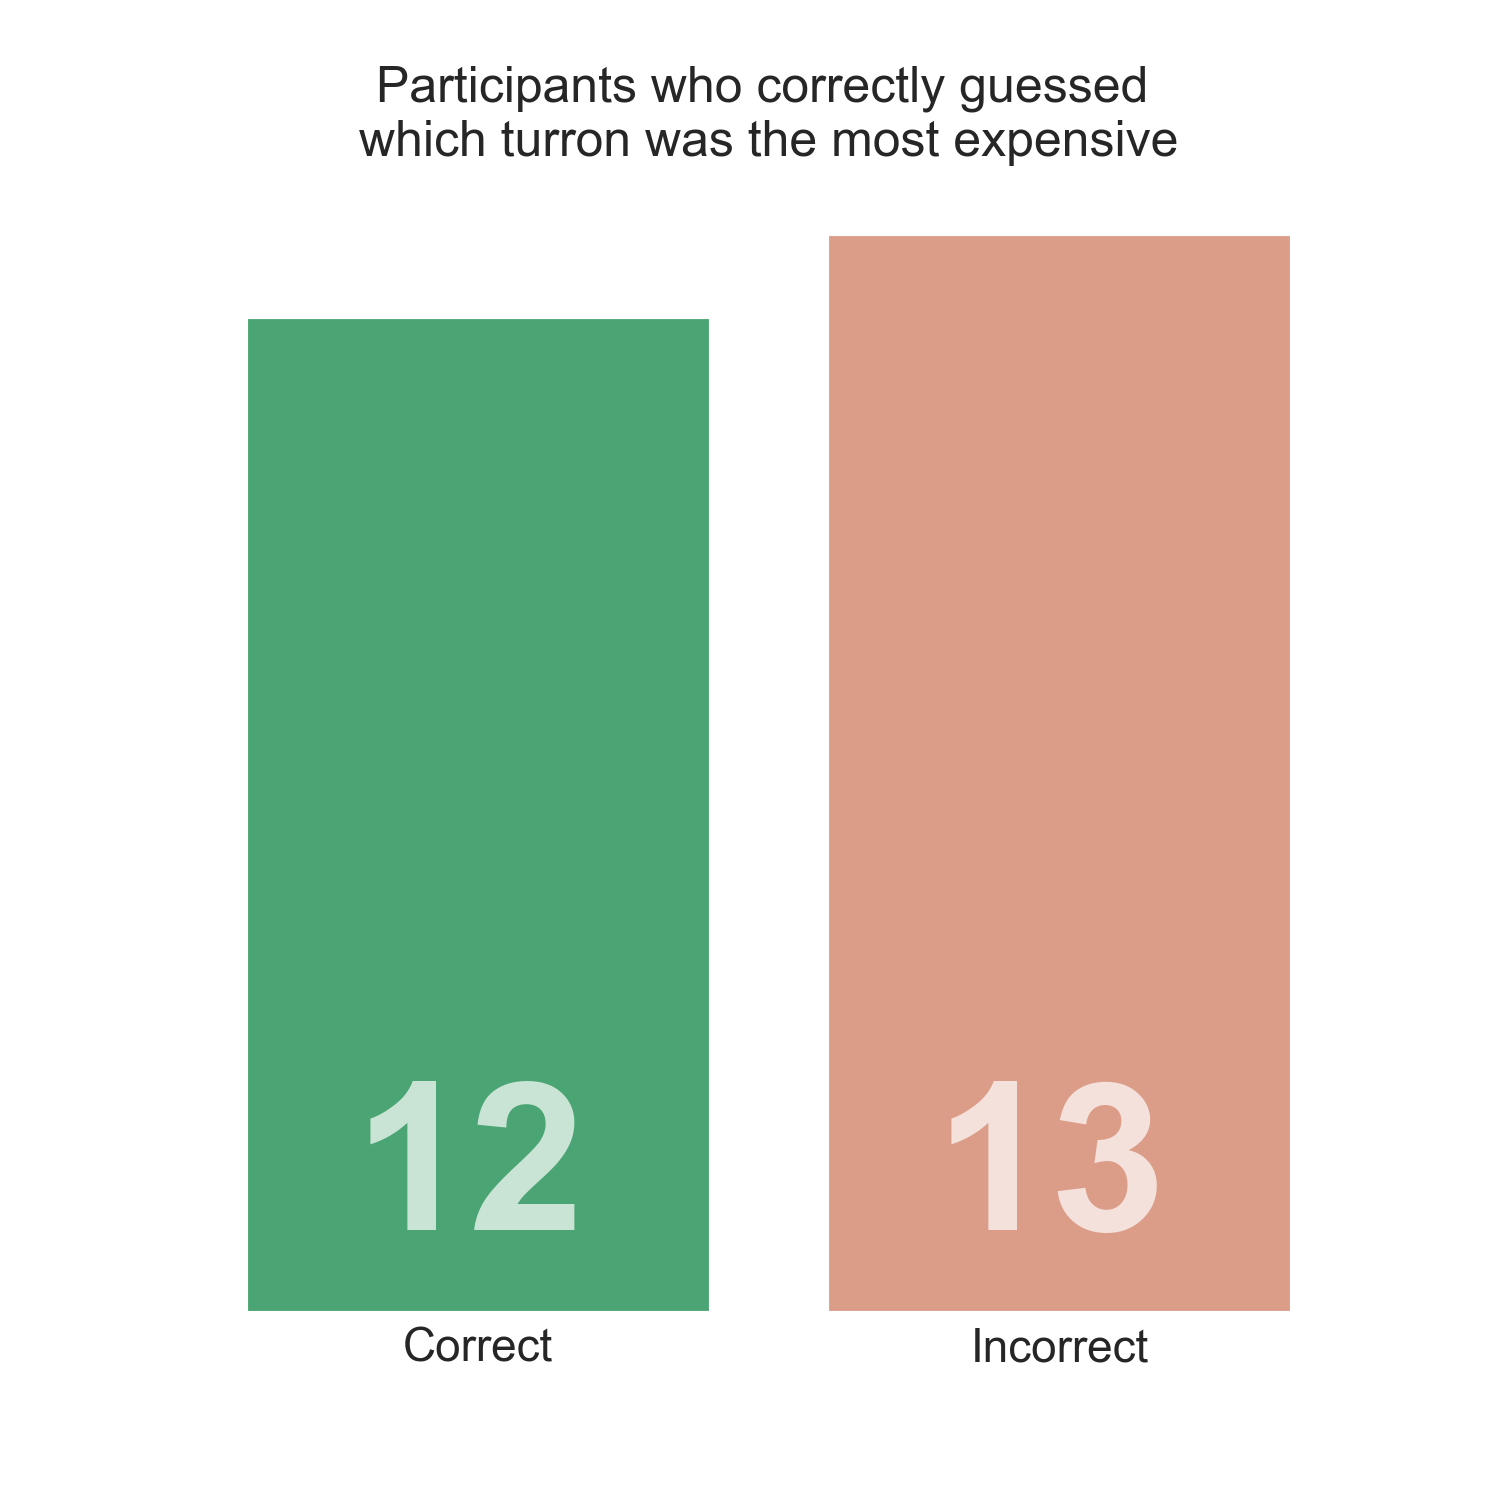 Participants who correctly guessed
which turron was the most expensive
12
13
Correct
Incorrect